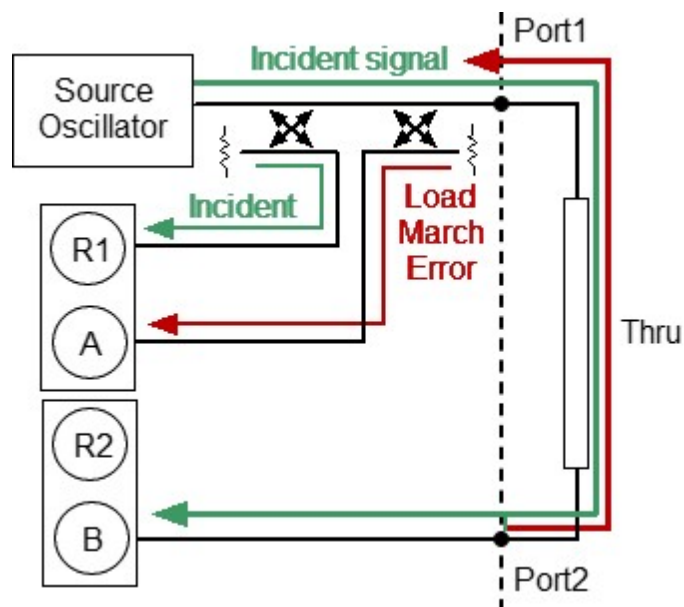 Port1
Incident signal
Source
Oscillator
Incident
Load
March
Error
R1
A
Thru
R2
B
Port2